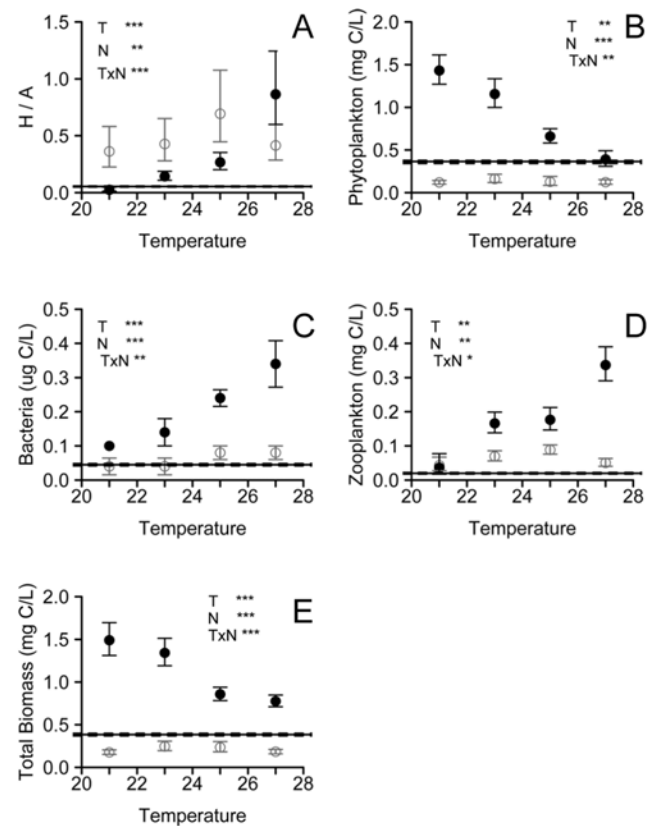 A
T ***
N **
TxN ***
1.5
1.0
0.5
0.0
H / A
20 22 24 26 28
Temperature
B
T **
N ***
TxN **
2.0
1.5
1.0
0.5
0.0
Phytoplankton (mg C/L)
20 22 24 26 28
Temperature
C
T ***
N ***
TxN **
0.5
0.4
0.3
0.2
0.1
0.0
Bacteria (ug C/L)
20 22 24 26 28
Temperature
D
T **
N **
TxN *
0.5
0.4
0.3
0.2
0.1
0.0
Zooplankton (mg C/L)
20 22 24 26 28
Temperature
E
T ***
N ***
TxN ***
2.0
1.5
1.0
0.5
0.0
Total Biomass (mg C/L)
20 22 24 26 28
Temperature